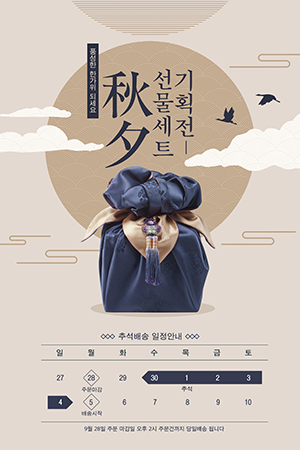 풍성한 한가위 되세요
秋夕
선물세트
기획전
추석배송 일정안내
일 월 화 수 목 금 토
27 28 29 30 1 2 3
주문마감 추석
4 5 6 7 8 9 10
배송시작
9월 28일 주문 마감일 오후 2시 주문건까지 당일배송 됩니다.